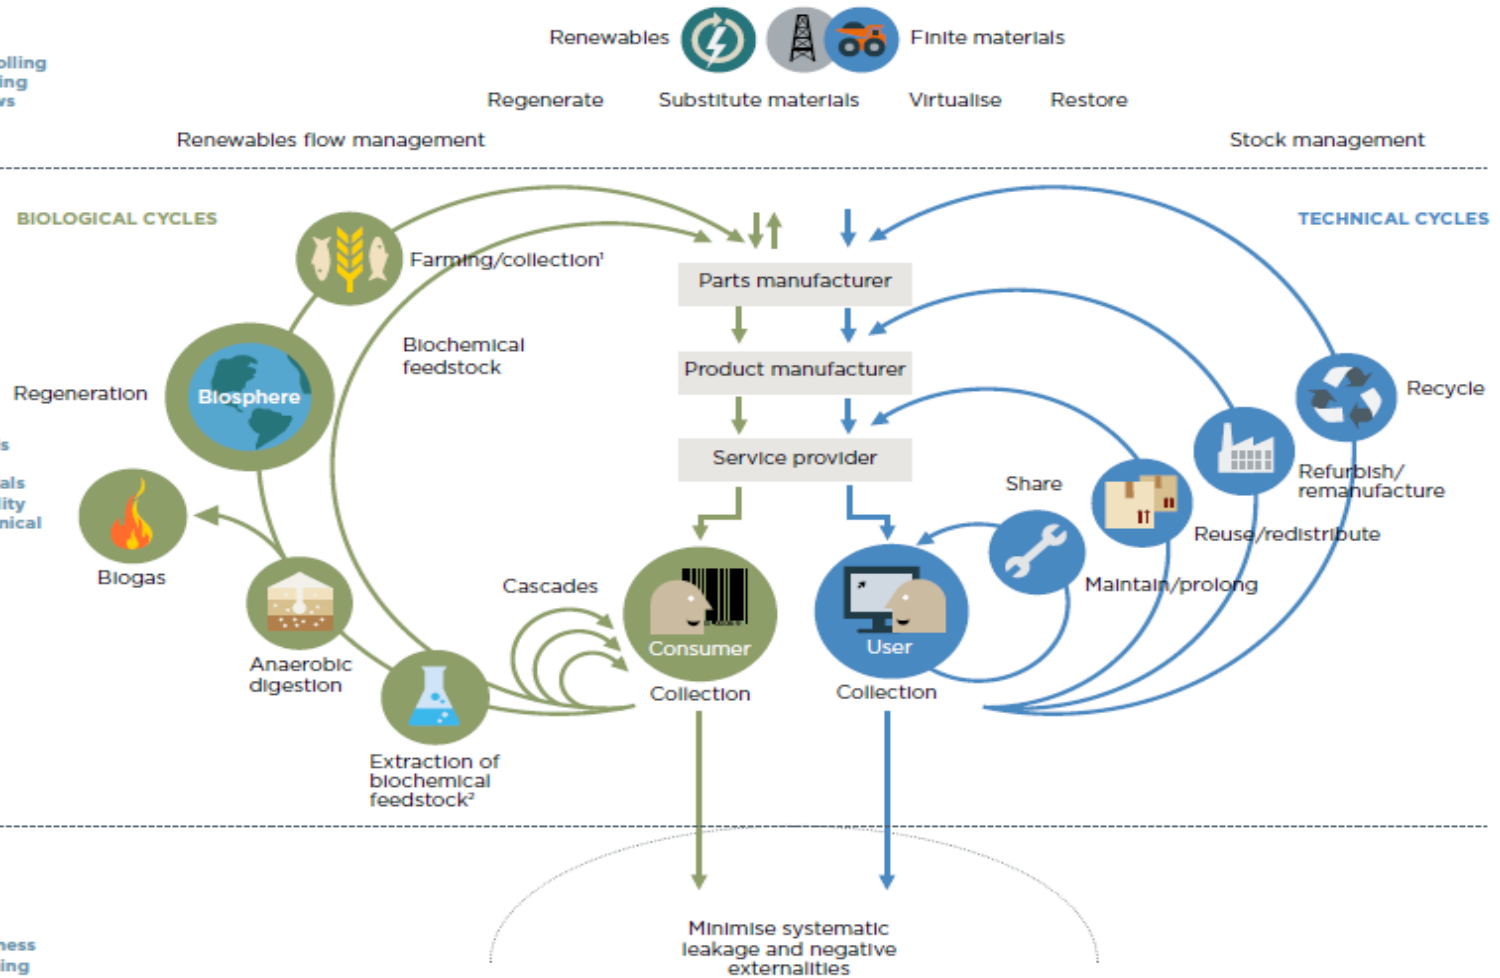 Renewables
Finite materials
Regenerate
Substitute materials
Virtualise
Restore
Renewables flow management
Stock management
BIOLOGICAL CYCLES
TECHNICAL CYCLES
Farming/collection¹
Parts manufacturer
Biochemical
feedstock
Product manufacturer
Regeneration
Biosphere
Recycle
Service provider
Share
Refurbish/
remanufacture
Reuse/redistribute
Biogas
Cascades
Maintain/prolong
Anaerobic
digestion
Consumer
User
Collection
Collection
Extraction of
biochemical
feedstock²
Minimise systematic
leakage and negative
externalities